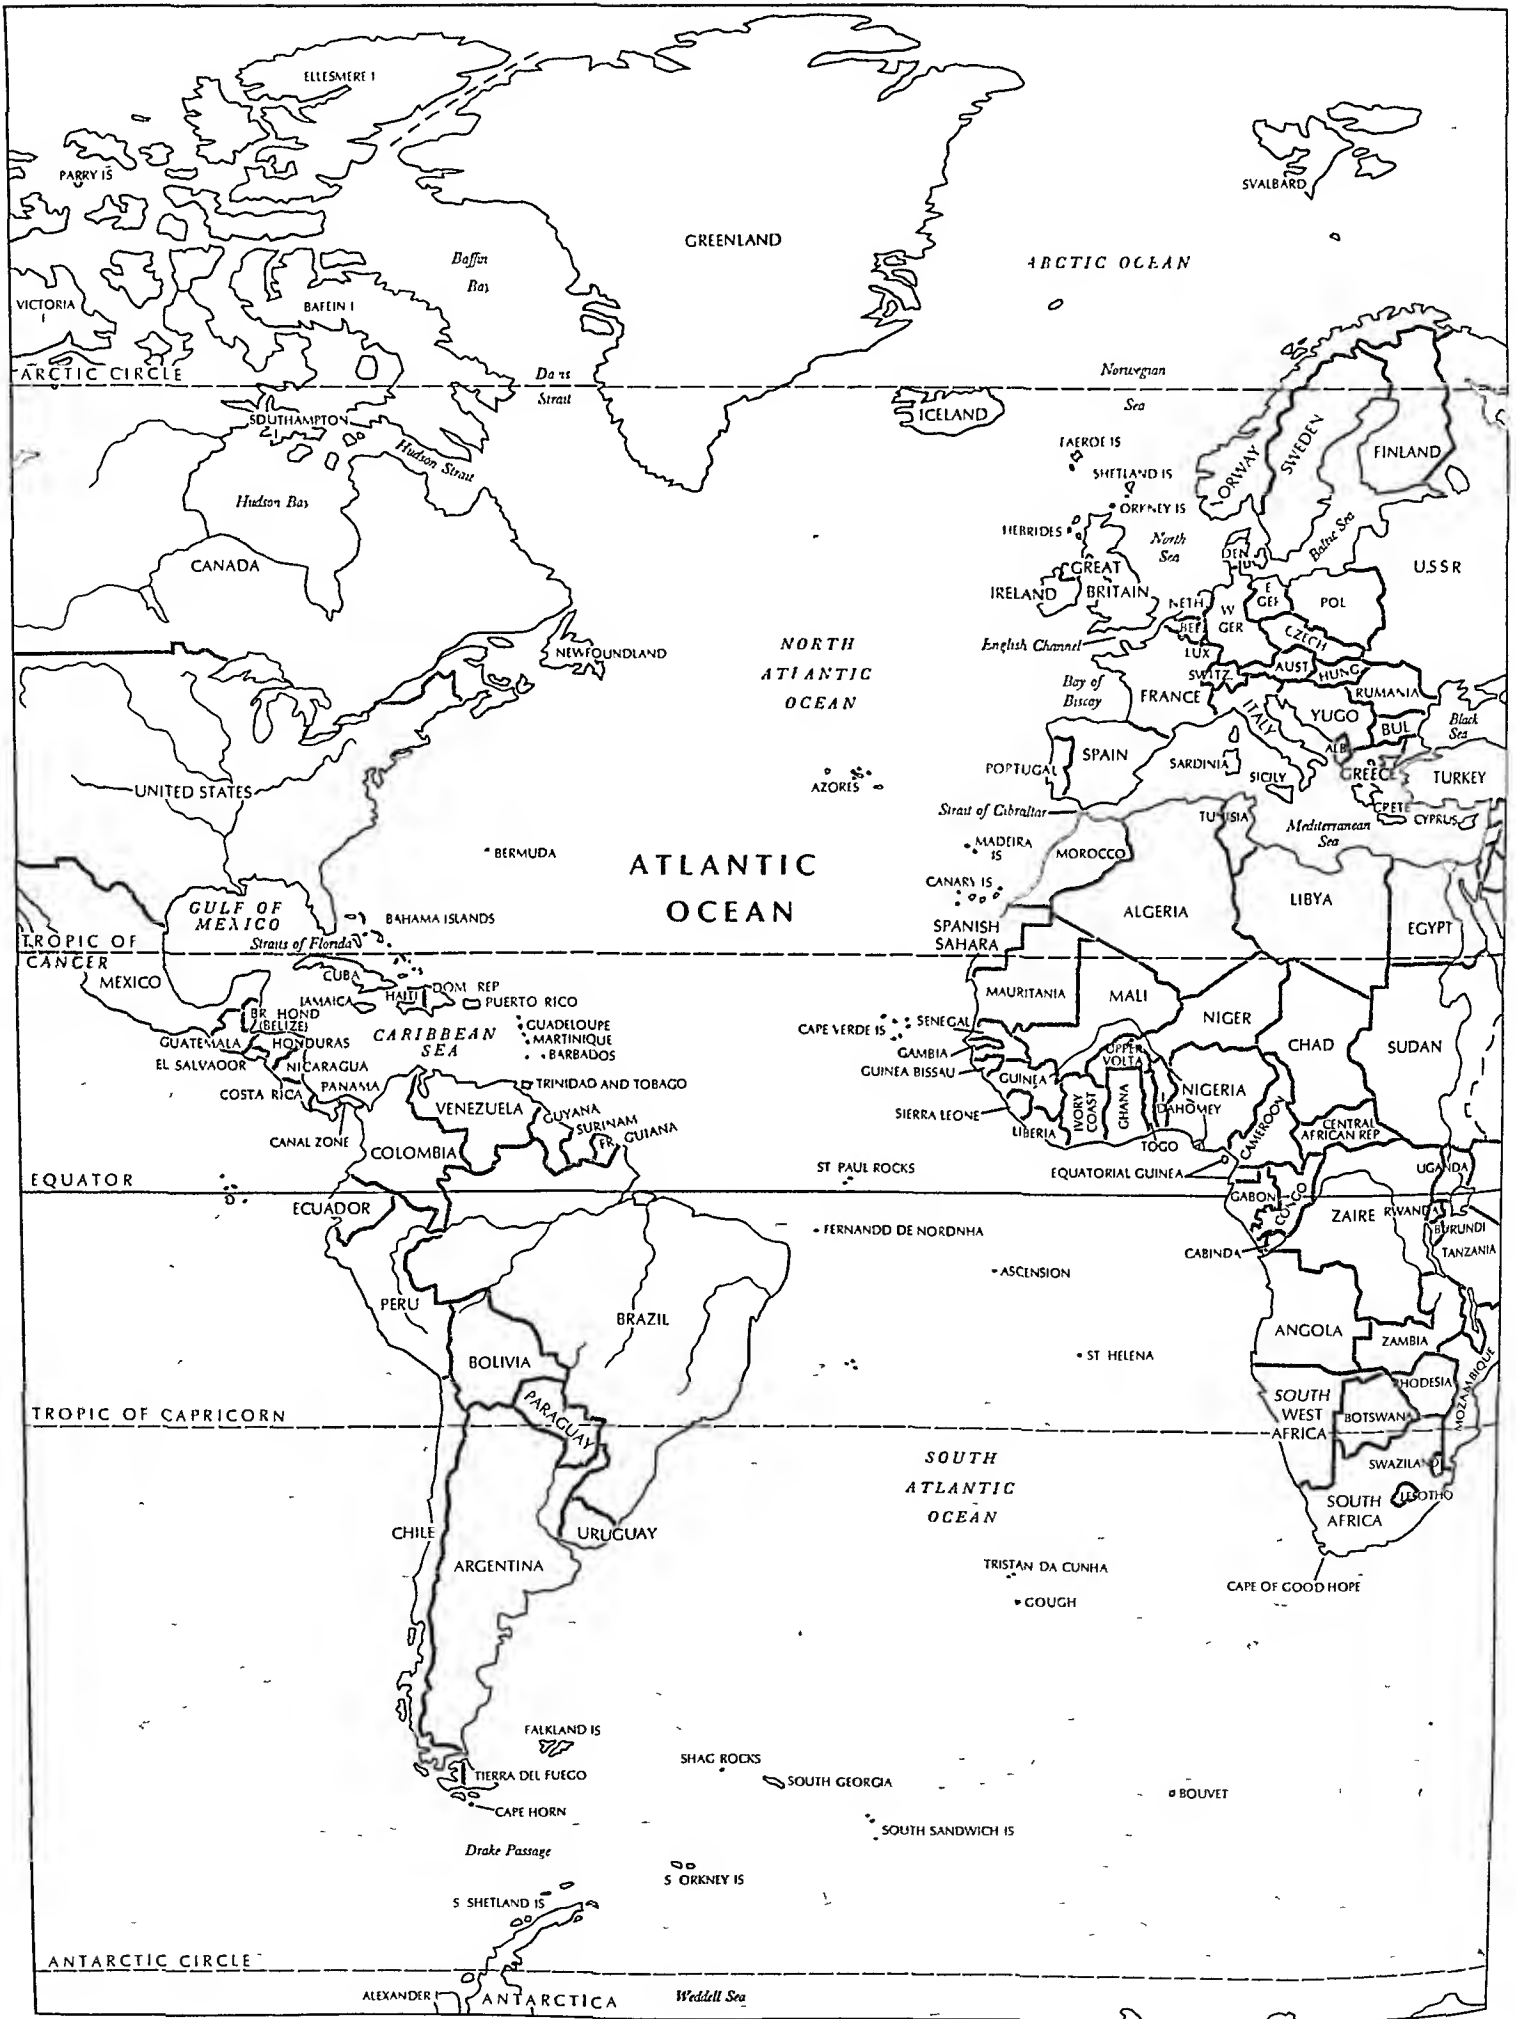 ELLESMERE I
PARRY IS
SVALBARD
GREENLAND
Baffin
Bay
ARCTIC OCEAN
VICTORIA
I
BAFFIN I
ARCTIC CIRCLE
Strait
Norwegian
Sea
ICELAND
SOUTHAMPTON
I
Hudson Strait
FAEROE IS
SHETLAND IS
ORKNEY IS
NORWAY
SWEDEN
FINLAND
Hudson Bay
HEBRIDES
North
Sea
Baltic Sea
DEN
CANADA
GREAT
BRITAIN
IRELAND
U.S.S.R
NETH.
W
GER
E
GER
POL
BEL
CZECH
English Channel
LUX
NORTH
ATLANTIC
OCEAN
NEWFOUNDLAND
SWITZ.
AUST
HUNG
RUMANIA
Bay of
Biscay
FRANCE
ITALY
YUGO
BUL
Black
Sea
ALB
SPAIN
PORTUGAL
SARDINIA
SICILY
GREECE
TURKEY
UNITED STATES
AZORES
CRETE
CYPRUS
Strait of Gibraltar
TUNISIA
Mediterranean
Sea
BERMUDA
MADEIRA
IS
MOROCCO
ATLANTIC
OCEAN
CANARY IS
ALGERIA
LIBYA
EGYPT
GULF OF
MEXICO
BAHAMA ISLANDS
Straits of Florida
SPANISH
SAHARA
TROPIC OF
CANCER
MEXICO
CUBA
HAITI
DOM REP
JAMAICA
PUERTO RICO
MAURITANIA
MALI
NIGER
CHAD
SUDAN
BR HOND
(BELIZE)
CARIBBEAN
SEA
GUADELOUPE
MARTINIQUE
BARBADOS
CAPE VERDE IS
SENEGAL
GUATEMALA
HONDURAS
GAMBIA
UPPER
VOLTA
EL SALVADOR
NICARAGUA
GUINEA BISSAU
GUINEA
NIGERIA
COSTA RICA
PANAMA
TRINIDAD AND TOBAGO
VENEZUELA
GUYANA
SURINAM
FR. GUIANA
SIERRA LEONE
IVORY
COAST
GHANA
DAHOMEY
LIBERIA
TOGO
CAMEROON
CENTRAL
AFRICAN REP
CANAL ZONE
COLOMBIA
ST PAUL ROCKS
EQUATORIAL GUINEA
UGANDA
EQUATOR
ECUADOR
GABON
CONGO
ZAIRE
RWANDA
BURUNDI
FERNANDO DE NORONHA
CABINDA
TANZANIA
ASCENSION
PERU
BRAZIL
ANGOLA
ZAMBIA
BOLIVIA
ST HELENA
RHODESIA
MOZAMBIQUE
PARAGUAY
SOUTH
WEST
AFRICA
BOTSWANA
TROPIC OF CAPRICORN
SOUTH
ATLANTIC
OCEAN
SWAZILAND
LESOTHO
SOUTH
AFRICA
CHILE
URUGUAY
ARGENTINA
TRISTAN DA CUNHA
GOUGH
CAPE OF GOOD HOPE
FALKLAND IS
SHAG ROCKS
TIERRA DEL FUEGO
SOUTH GEORGIA
BOUVET
CAPE HORN
SOUTH SANDWICH IS
Drake Passage
S ORKNEY IS
S SHETLAND IS
ANTARCTIC CIRCLE
ALEXANDER I
ANTARCTICA
Weddell Sea